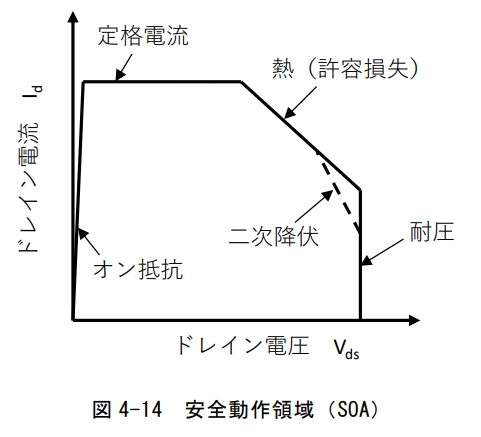 定格電流
熱（許容損失）
ドレイン電流　Id
二次降伏
耐圧
オン抵抗
ドレイン電圧　Vds
図 4-14　安全動作領域（SOA）